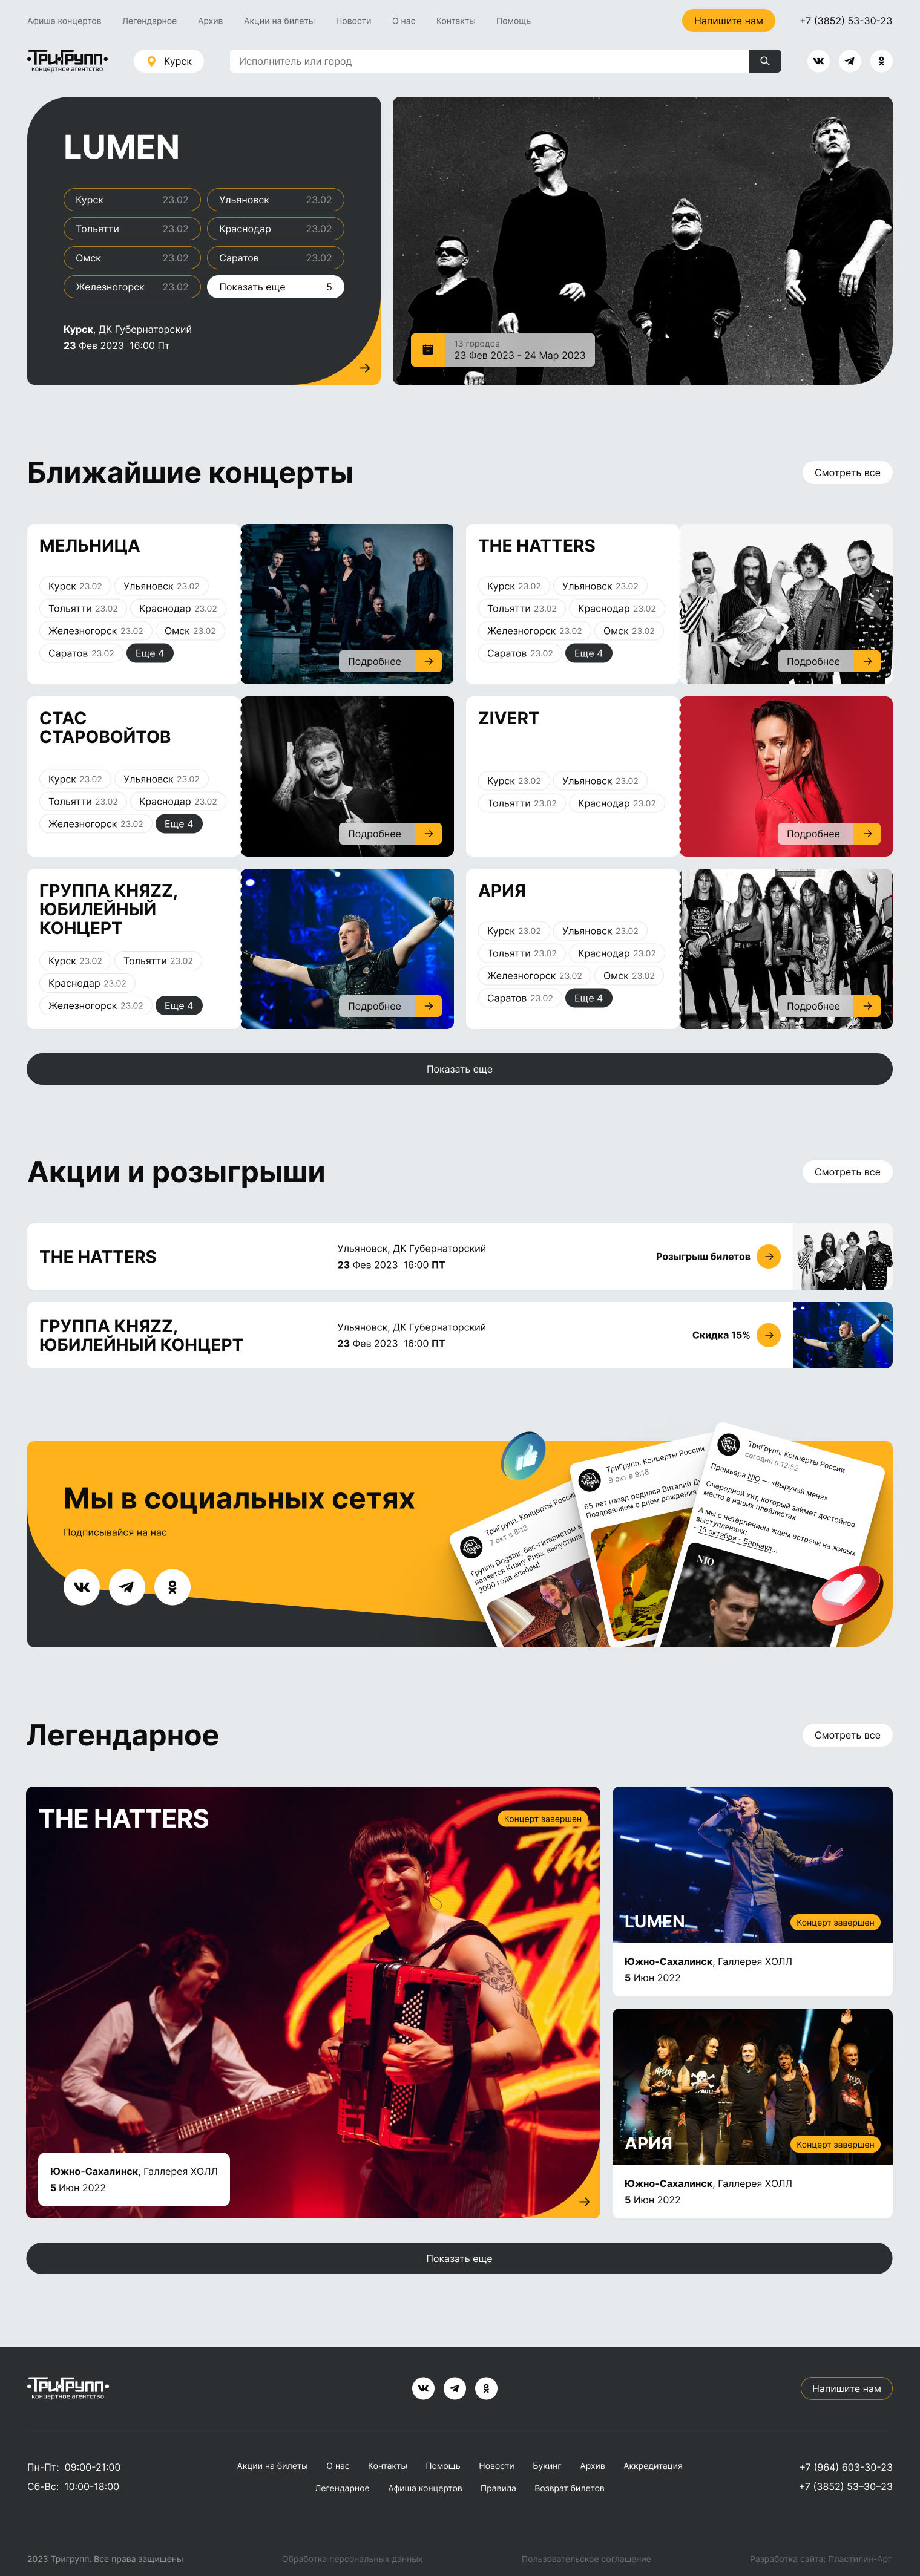 Афиша концертов Легендарное Архив Акции на билеты Новости О нас Контакты Помощь Напишите нам +7 (3852) 53-30-23
ТриГрупп
концертное агентство
Курск
Исполнитель или город
LUMEN
Курск 23.02 Ульяновск 23.02
Тольятти 23.02 Краснодар 23.02
Омск 23.02 Саратов 23.02
Железногорск 23.02 Показать еще 5
Курск, ДК Губернаторский
23 Фев 2023 16:00 Пт
13 городов
23 Фев 2023 - 24 Мар 2023
Ближайшие концерты
Смотреть все
МЕЛЬНИЦА
Курск 23.02 Ульяновск 23.02
Тольятти 23.02 Краснодар 23.02
Железногорск 23.02 Омск 23.02
Саратов 23.02 Еще 4
Подробнее
THE HATTERS
Курск 23.02 Ульяновск 23.02
Тольятти 23.02 Краснодар 23.02
Железногорск 23.02 Омск 23.02
Саратов 23.02 Еще 4
Подробнее
СТАС
СТАРОВОЙТОВ
Курск 23.02 Ульяновск 23.02
Тольятти 23.02 Краснодар 23.02
Железногорск 23.02 Еще 4
Подробнее
ZIVERT
Курск 23.02 Ульяновск 23.02
Тольятти 23.02 Краснодар 23.02
Подробнее
ГРУППА КНЯZZ,
ЮБИЛЕЙНЫЙ
КОНЦЕРТ
Курск 23.02 Тольятти 23.02
Краснодар 23.02
Железногорск 23.02 Еще 4
Подробнее
АРИЯ
Курск 23.02 Ульяновск 23.02
Тольятти 23.02 Краснодар 23.02
Железногорск 23.02 Омск 23.02
Саратов 23.02 Еще 4
Подробнее
Показать еще
Акции и розыгрыши
Смотреть все
THE HATTERS
Ульяновск, ДК Губернаторский
23 Фев 2023 16:00 ПТ
Розыгрыш билетов
ГРУППА КНЯZZ,
ЮБИЛЕЙНЫЙ КОНЦЕРТ
Ульяновск, ДК Губернаторский
23 Фев 2023 16:00 ПТ
Скидка 15%
Мы в социальных сетях
Подписывайся на нас
ТриГрупп. Концерты России
7 окт в 8:13
Группа Dogstar, бас-гитаристом к
является Киану Ривз, выпустила
2000 года альбом!
ТриГрупп. Концерты России
9 окт в 9:16
65 лет назад родился Виталий
Поздравляем с днём рождения
ТриГрупп. Концерты России
сегодня в 12:52
Премьера NЮ — «Выручай меня»
Очередной хит, который займет достойное
место в наших плейлистах
А мы с нетерпением ждем встречи на живых
выступлениях:
- 15 октября - Барнаул...
NЮ
Легендарное
Смотреть все
THE HATTERS
Концерт завершен
Южно-Сахалинск, Галлерея ХОЛЛ
5 Июн 2022
LUMEN
Концерт завершен
Южно-Сахалинск, Галлерея ХОЛЛ
5 Июн 2022
АРИЯ
Концерт завершен
Южно-Сахалинск, Галлерея ХОЛЛ
5 Июн 2022
Показать еще
ТриГрупп
концертное агентство
Напишите нам
Пн-Пт: 09:00-21:00
Сб-Вс: 10:00-18:00
Акции на билеты О нас Контакты Помощь Новости Букинг Архив Аккредитация
Легендарное Афиша концертов Правила Возврат билетов
+7 (964) 603-30-23
+7 (3852) 53–30–23
2023 Тригрупп. Все права защищены Обработка персональных данных Пользовательское соглашение Разработка сайта: Пластилин-Арт